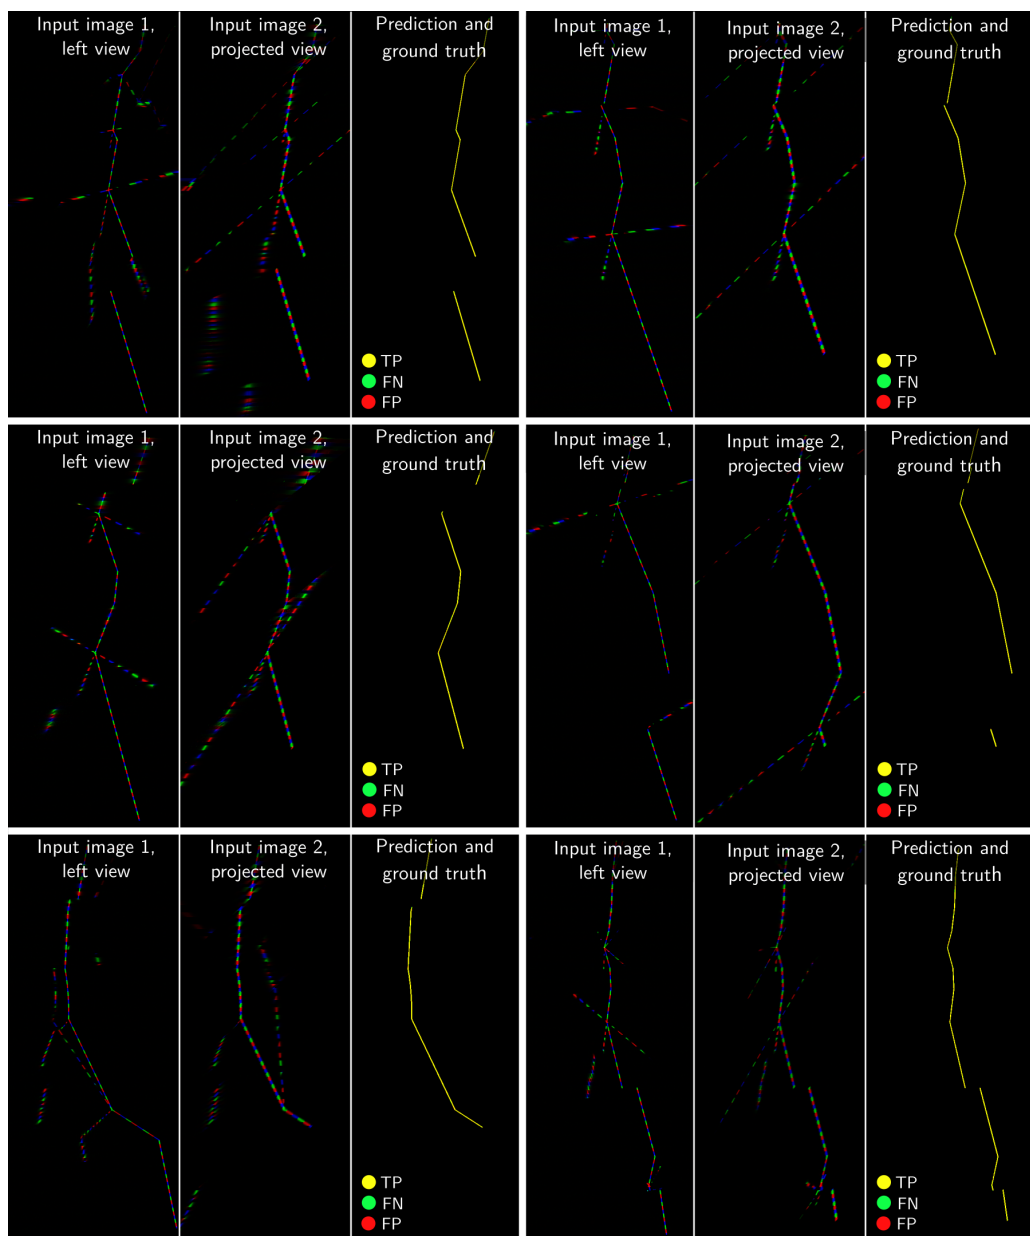 Input image 1,
left view
Input image 2,
projected view
Prediction and
ground truth
TP
FN
FP
Input image 1,
left view
Input image 2,
projected view
Prediction and
ground truth
TP
FN
FP
Input image 1,
left view
Input image 2,
projected view
Prediction and
ground truth
TP
FN
FP
Input image 1,
left view
Input image 2,
projected view
Prediction and
ground truth
TP
FN
FP
Input image 1,
left view
Input image 2,
projected view
Prediction and
ground truth
TP
FN
FP
Input image 1,
left view
Input image 2,
projected view
Prediction and
ground truth
TP
FN
FP